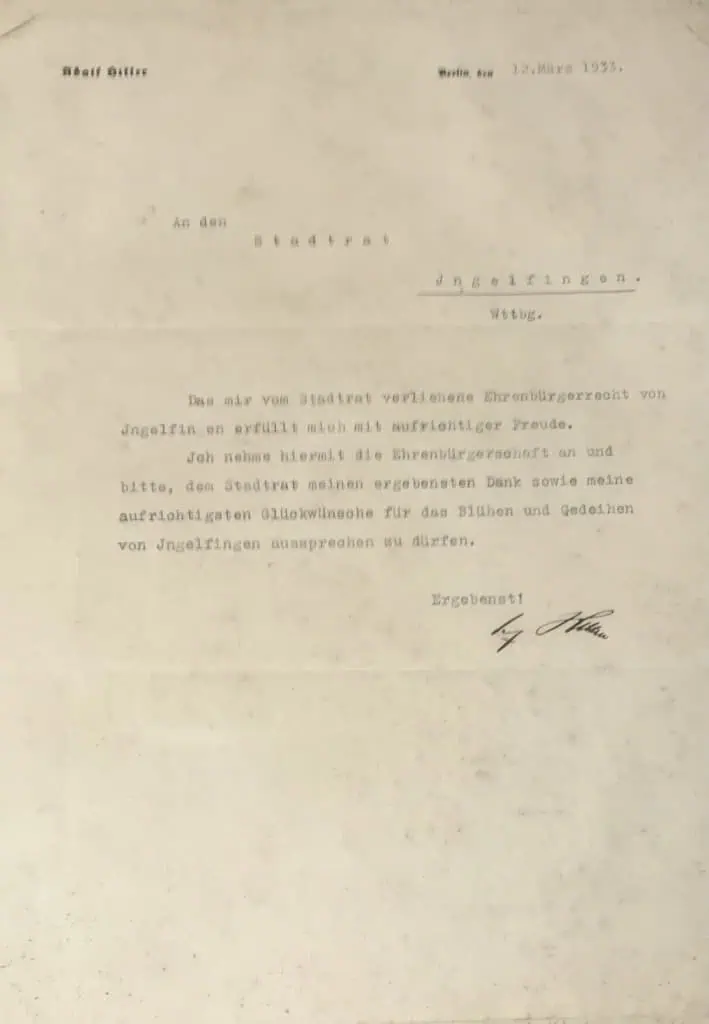 Adolf Hitler
Berlin, den 12.März 1933.
An den
Stadtrat
Jngelfingen.
Wttbg.
Das mir vom Stadtrat verliehene Ehrenbürgerrecht von
Jngelfin en erfüllt mich mit aufrichtiger Freude.
Jch nehme hiermit die Ehrenbürgerschaft an und
bitte, dem Stadtrat meinen ergebensten Dank sowie meine
aufrichtigsten Glückwünsche für das Blühen und Gedeihen
von Jngelfingen aussprechen zu dürfen.
Ergebenst!